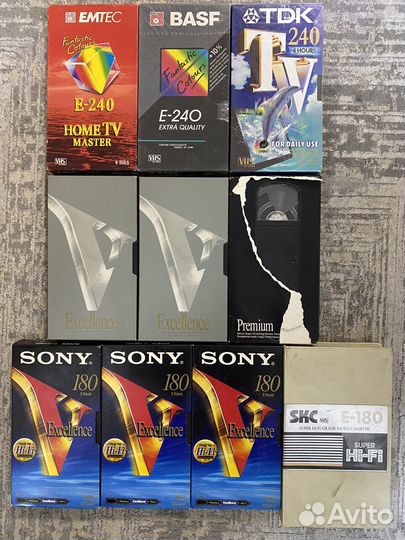 EMTEC
Fantastic
Colours
E-240
HOME TV
MASTER
VHS
4 HRS
BASF
Fantastic
Colours
+10%
E-240
EXTRA QUALITY
VHS
TDK
240
4 HOURS
TV
FOR DAILY USE
VHS
V
Excellence
V
Excellence
Premium
SONY
180
3 Hours
V
Excellence
Hi-Fi
SONY
180
3 Hours
V
Excellence
Hi-Fi
SONY
180
3 Hours
V
Excellence
Hi-Fi
SKC VHS E-180
SUPER Hi-Fi GRADE VIDEO CASSETTE
SUPER
Hi-Fi
Avito